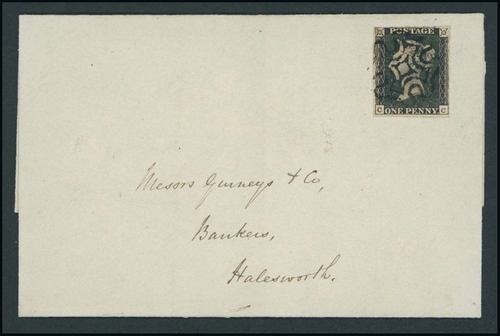 POSTAGE
C C
ONE PENNY
Messrs Gurneys & Co,
Bankers,
Halesworth.